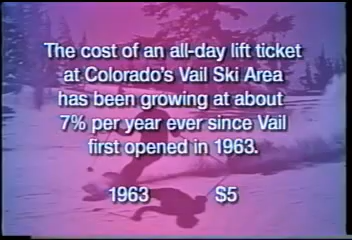 The cost of an all-day lift ticket
at Colorado's Vail Ski Area
has been growing at about
7% per year ever since Vail
first opened in 1963.
1963 $5